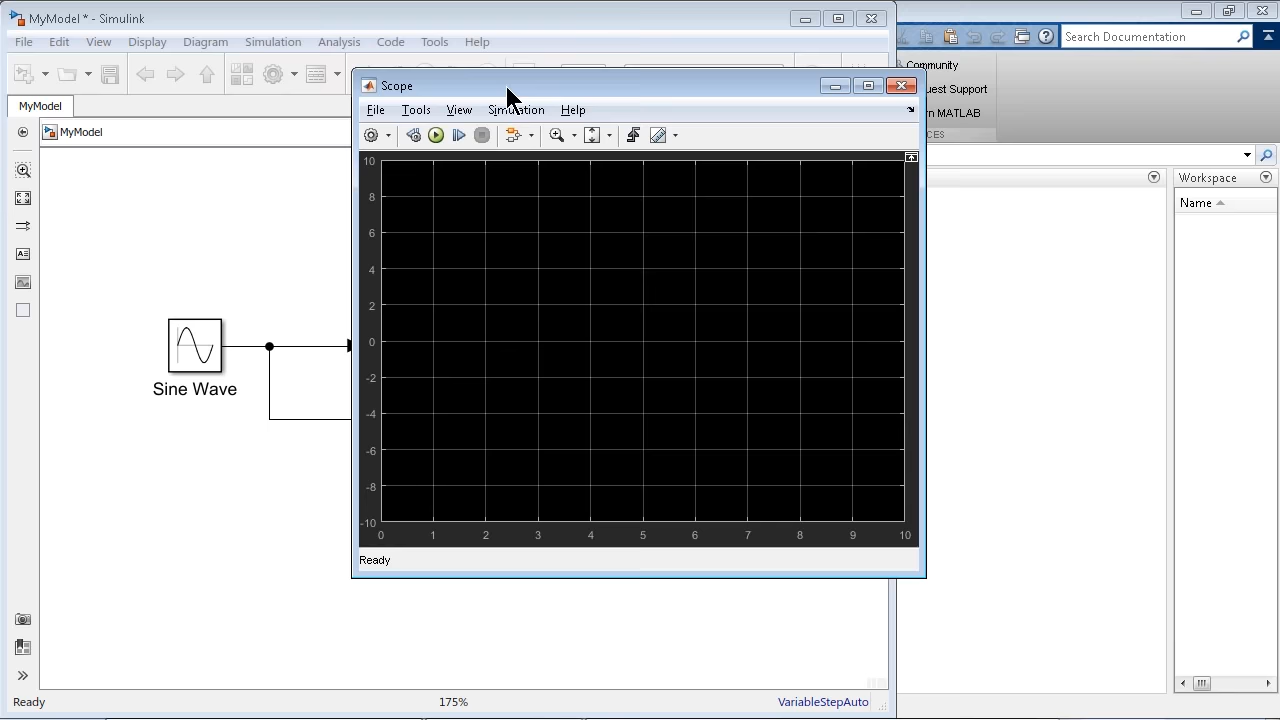 MyModel * - Simulink
File Edit View Display Diagram Simulation Analysis Code Tools Help
Search Documentation
Community
uest Support
n MATLAB
CES
MyModel
MyModel
Workspace
Name
Scope
File Tools View Simulation Help
10
8
6
4
2
0
-2
-4
-6
-8
-10
0 1 2 3 4 5 6 7 8 9 10
Ready
Sine Wave
Ready 175% VariableStepAuto